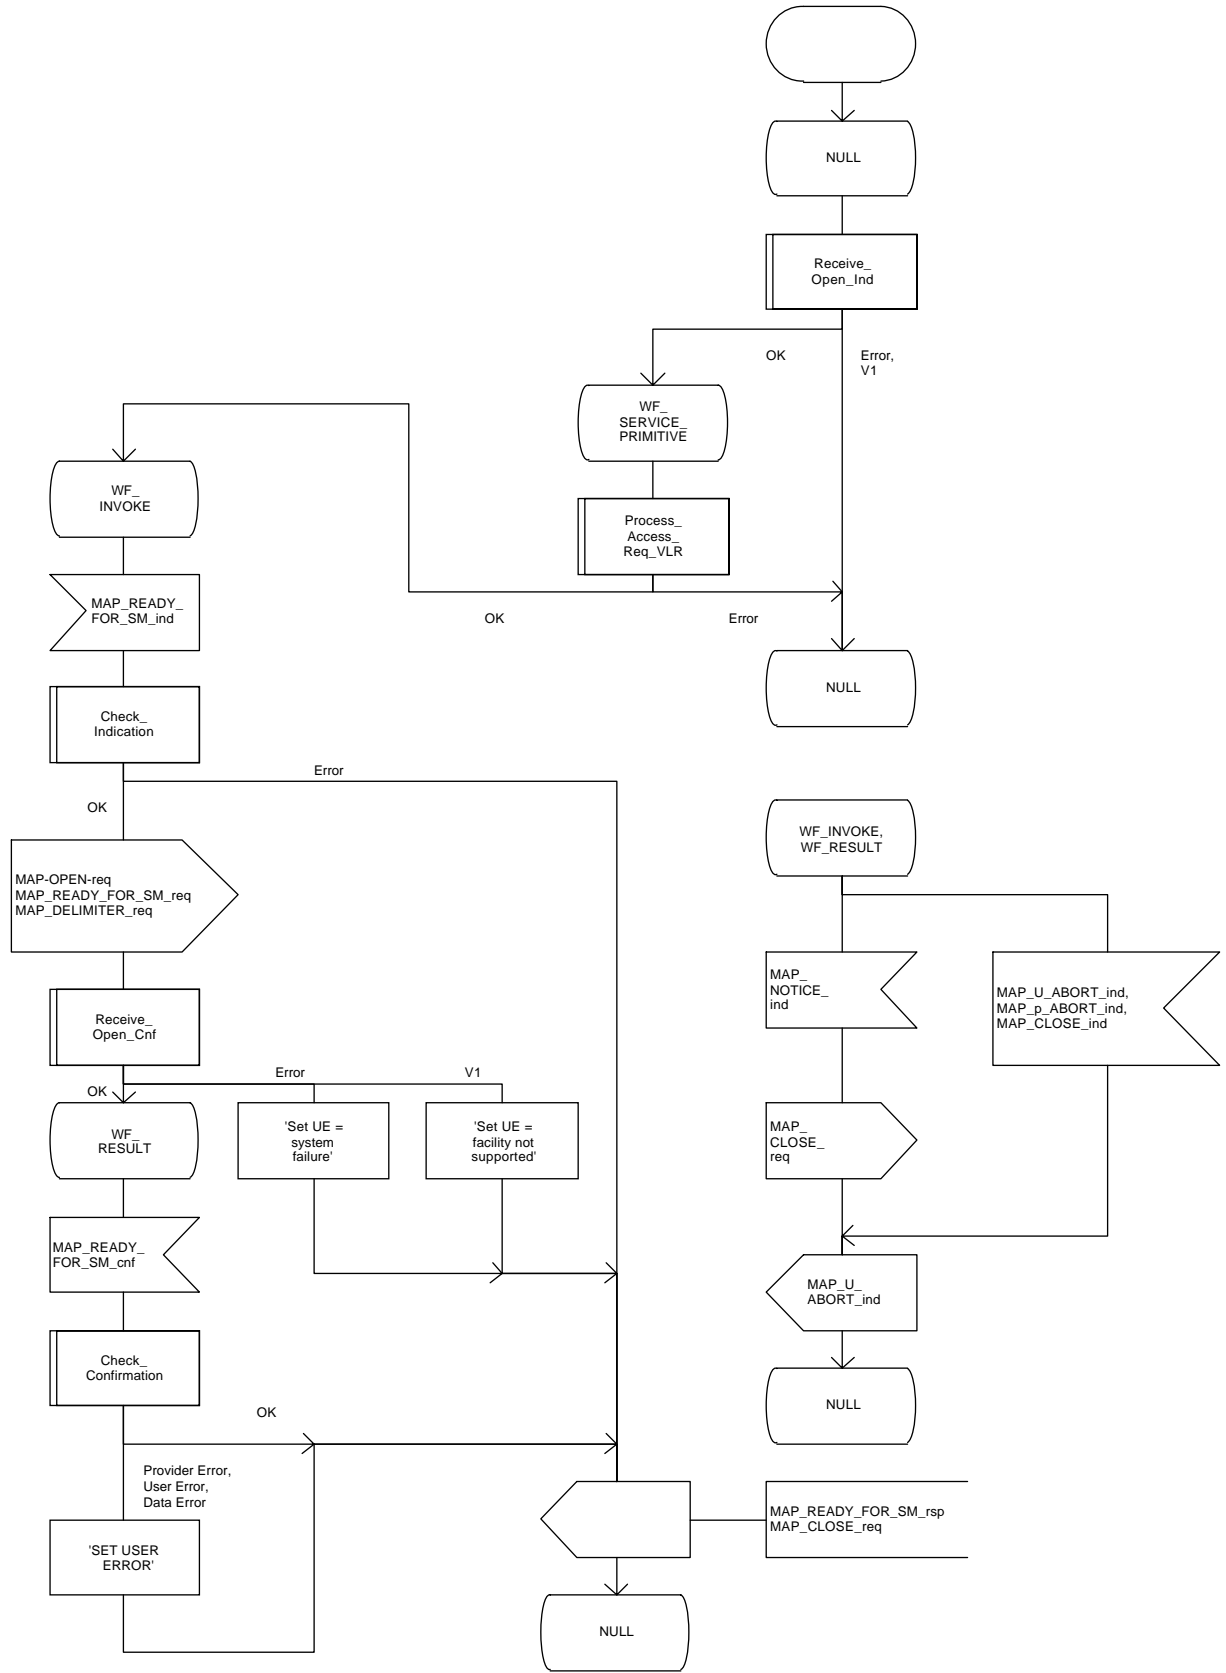 NULL
Receive_
Open_Ind
OK
Error,
V1
WF_
SERVICE_
PRIMITIVE
WF_
INVOKE
Process_
Access_
Req_VLR
MAP_READY_
FOR_SM_ind
OK
Error
NULL
Check_
Indication
Error
OK
WF_INVOKE,
WF_RESULT
MAP-OPEN-req
MAP_READY_FOR_SM_req
MAP_DELIMITER_req
MAP_
NOTICE_
ind
MAP_U_ABORT_ind,
MAP_p_ABORT_ind,
MAP_CLOSE_ind
Receive_
Open_Cnf
Error
V1
OK
WF_
RESULT
'Set UE =
system
failure'
'Set UE =
facility not
supported'
MAP_
CLOSE_
req
MAP_READY_
FOR_SM_cnf
MAP_U_
ABORT_ind
Check_
Confirmation
NULL
OK
Provider Error,
User Error,
Data Error
MAP_READY_FOR_SM_rsp
MAP_CLOSE_req
'SET USER
ERROR'
NULL